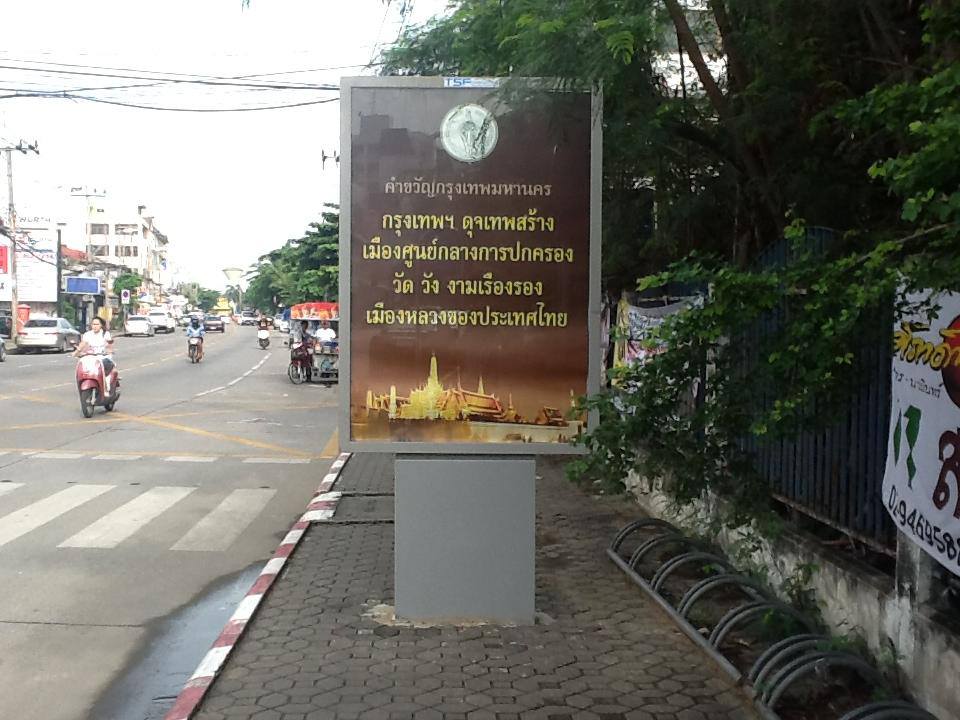 TSF
คำขวัญกรุงเทพมหานคร
กรุงเทพฯ ดุจเทพสร้าง
เมืองศูนย์กลางการปกครอง
วัด วัง งามเรืองรอง
เมืองหลวงของประเทศไทย